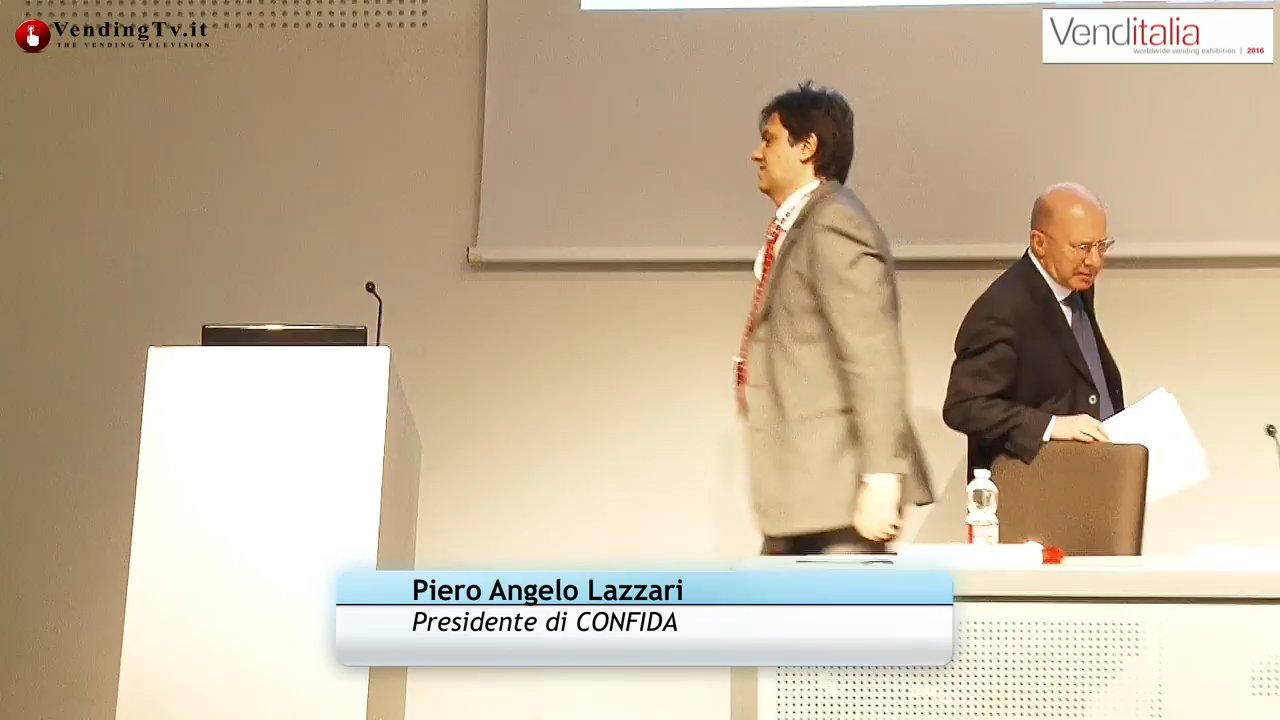 VendingTv.it
THE VENDING TELEVISION
Venditalia
worldwide vending exhibition | 2016
Piero Angelo Lazzari
Presidente di CONFIDA